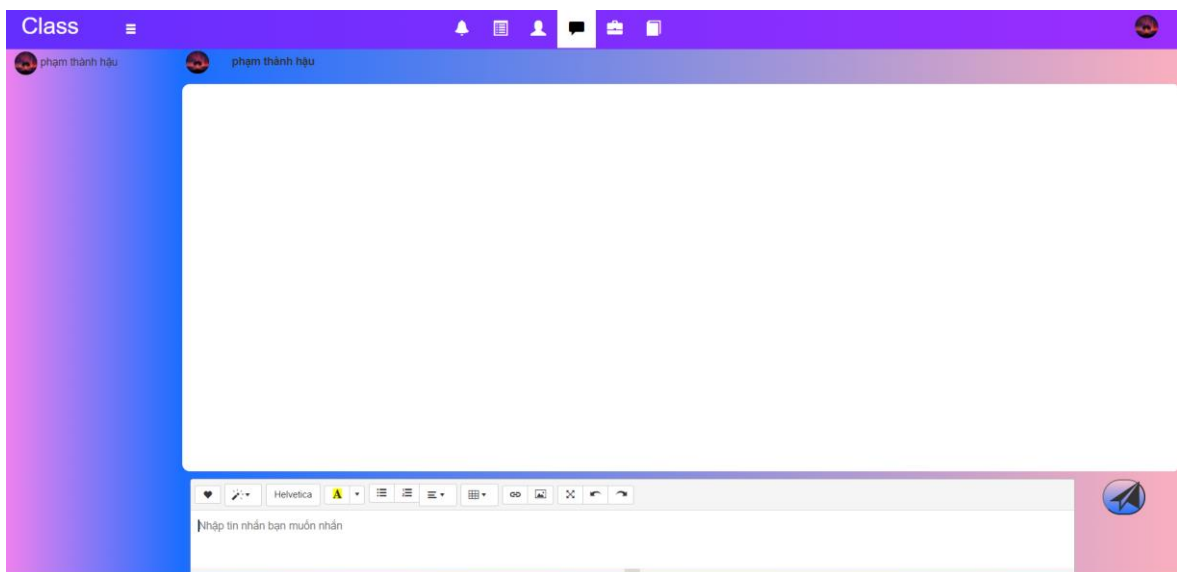 Class
phạm thành hậu
phạm thành hậu
Helvetica A
Nhập tin nhắn bạn muốn nhắn